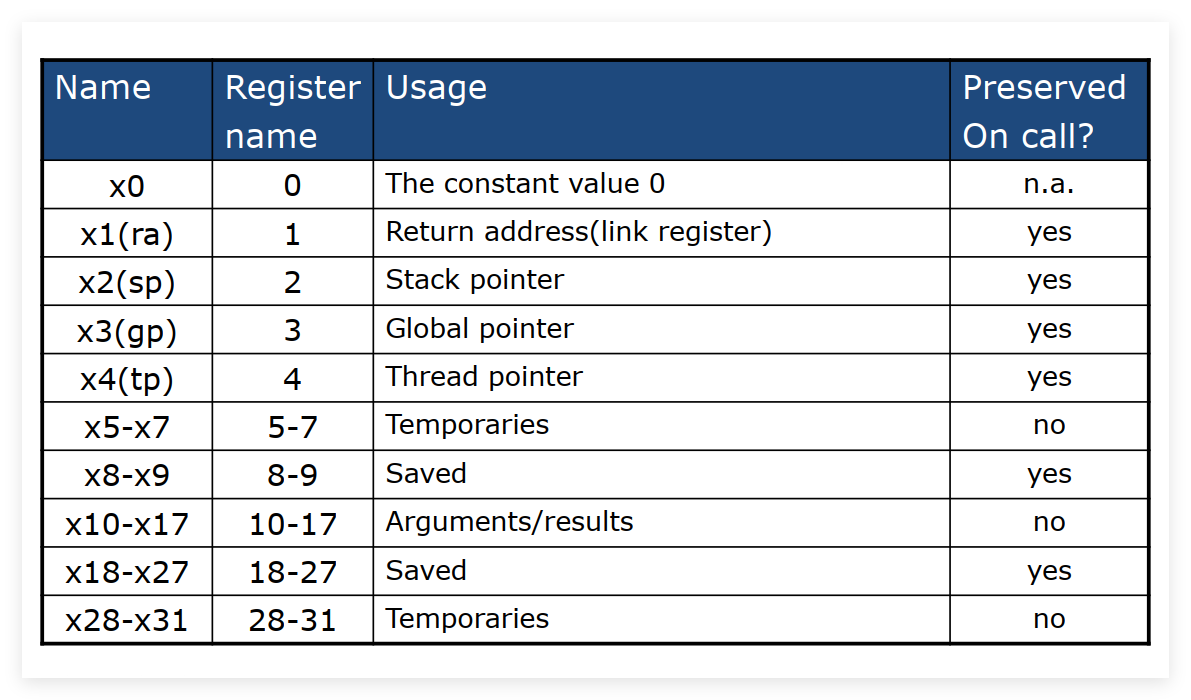 Name Register name Usage Preserved On call?
x0 0 The constant value 0 n.a.
x1(ra) 1 Return address(link register) yes
x2(sp) 2 Stack pointer yes
x3(gp) 3 Global pointer yes
x4(tp) 4 Thread pointer yes
x5-x7 5-7 Temporaries no
x8-x9 8-9 Saved yes
x10-x17 10-17 Arguments/results no
x18-x27 18-27 Saved yes
x28-x31 28-31 Temporaries no